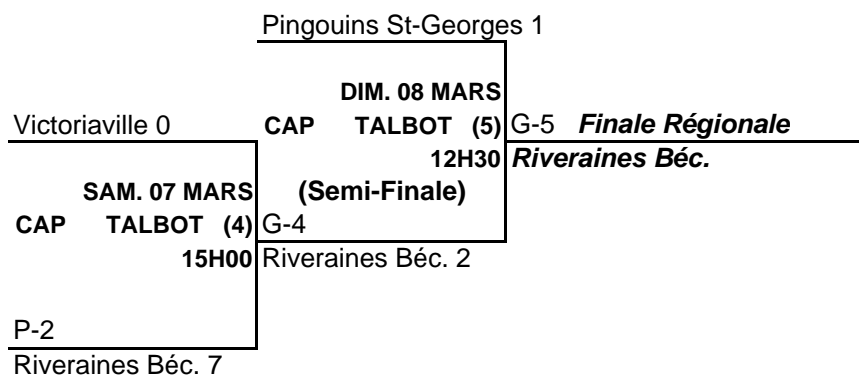 Pingouins St-Georges 1
DIM. 08 MARS
Victoriaville 0
CAP TALBOT (5)
G-5 Finale Régionale
12H30
Riveraines Béc.
SAM. 07 MARS
(Semi-Finale)
CAP TALBOT (4)
G-4
15H00
Riveraines Béc. 2
P-2
Riveraines Béc. 7